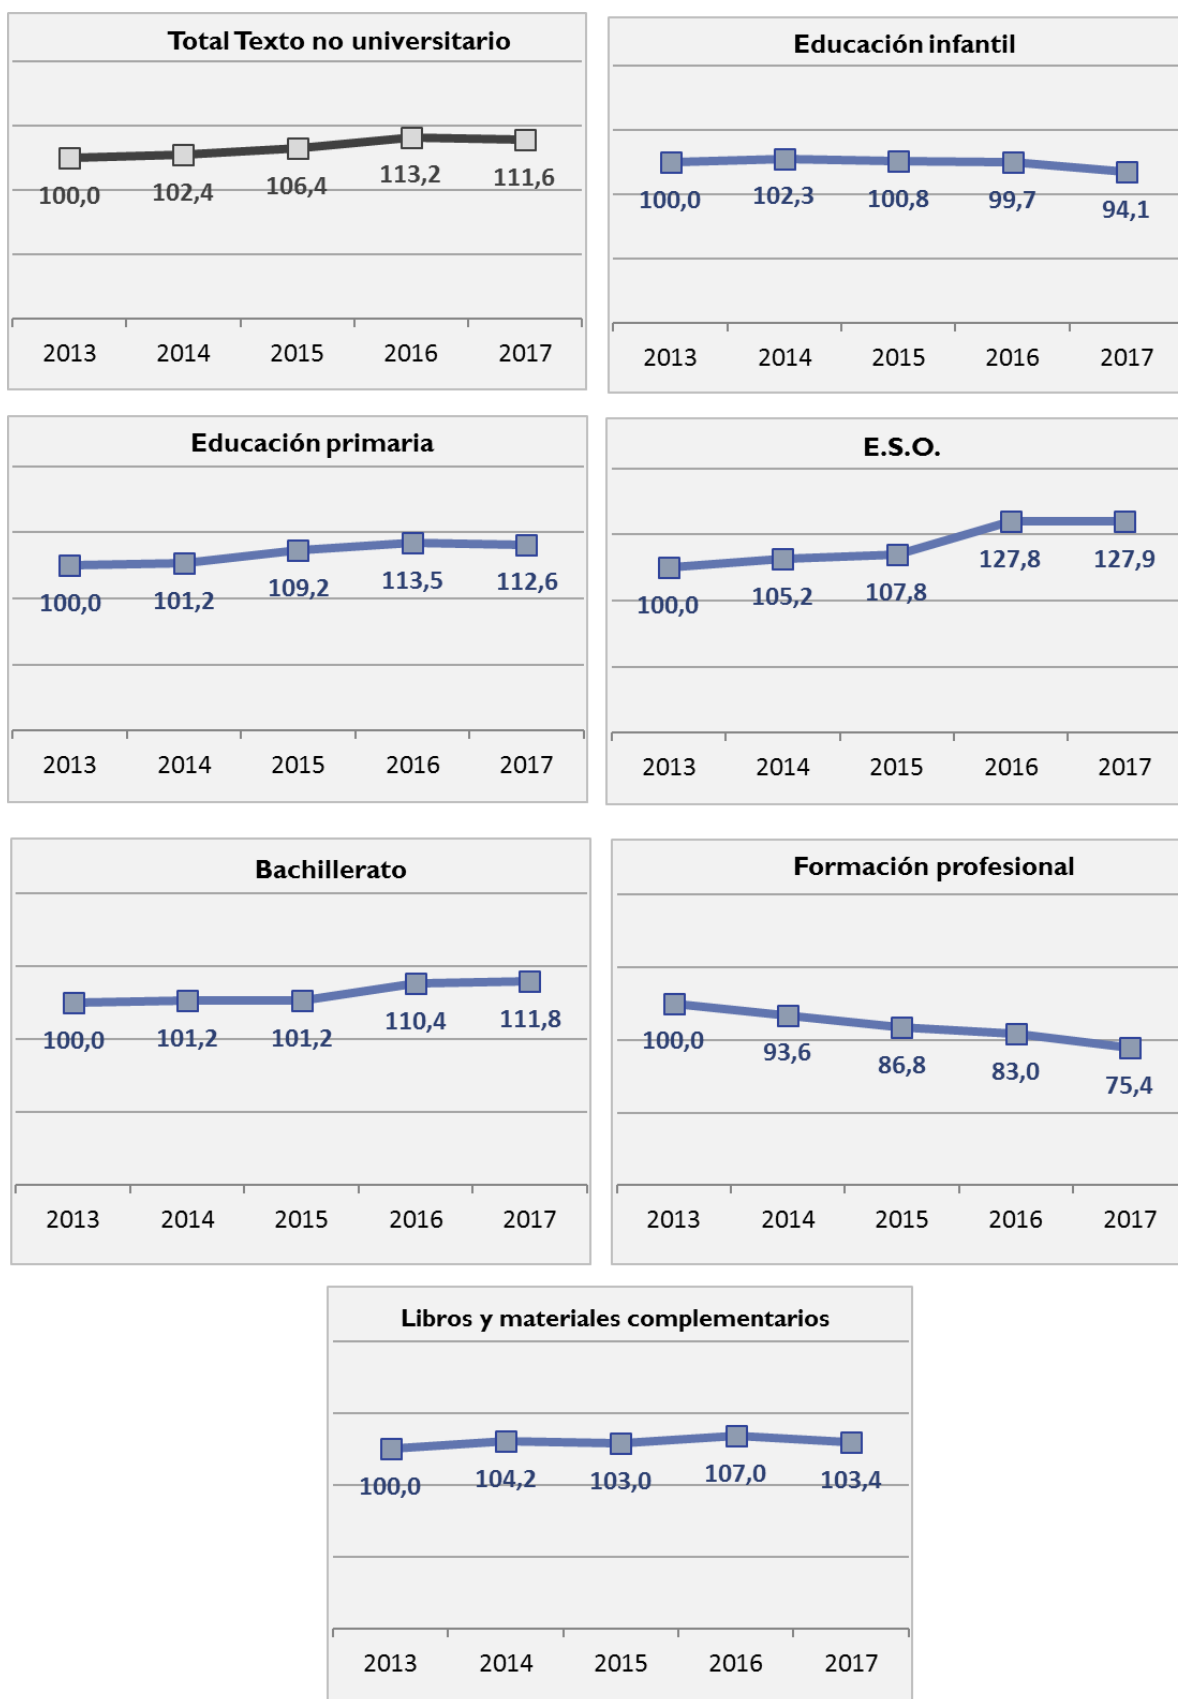 Total Texto no universitario
100,0 102,4 106,4 113,2 111,6
2013 2014 2015 2016 2017
Educación infantil
100,0 102,3 100,8 99,7 94,1
2013 2014 2015 2016 2017
Educación primaria
100,0 101,2 109,2 113,5 112,6
2013 2014 2015 2016 2017
E.S.O.
100,0 105,2 107,8 127,8 127,9
2013 2014 2015 2016 2017
Bachillerato
100,0 101,2 101,2 110,4 111,8
2013 2014 2015 2016 2017
Formación profesional
100,0 93,6 86,8 83,0 75,4
2013 2014 2015 2016 2017
Libros y materiales complementarios
100,0 104,2 103,0 107,0 103,4
2013 2014 2015 2016 2017